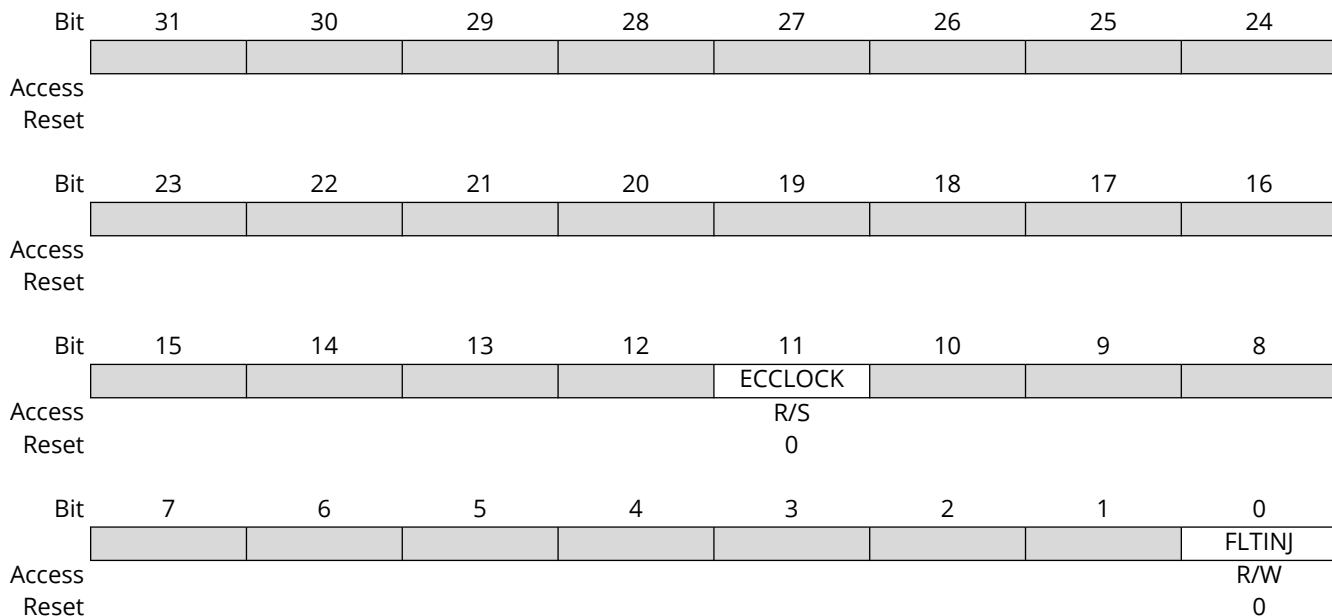 Bit 31 30 29 28 27 26 25 24
Access
Reset
Bit 23 22 21 20 19 18 17 16
Access
Reset
Bit 15 14 13 12 11 10 9 8
ECCLOCK
Access R/S
Reset 0
Bit 7 6 5 4 3 2 1 0
FLTINJ
Access R/W
Reset 0